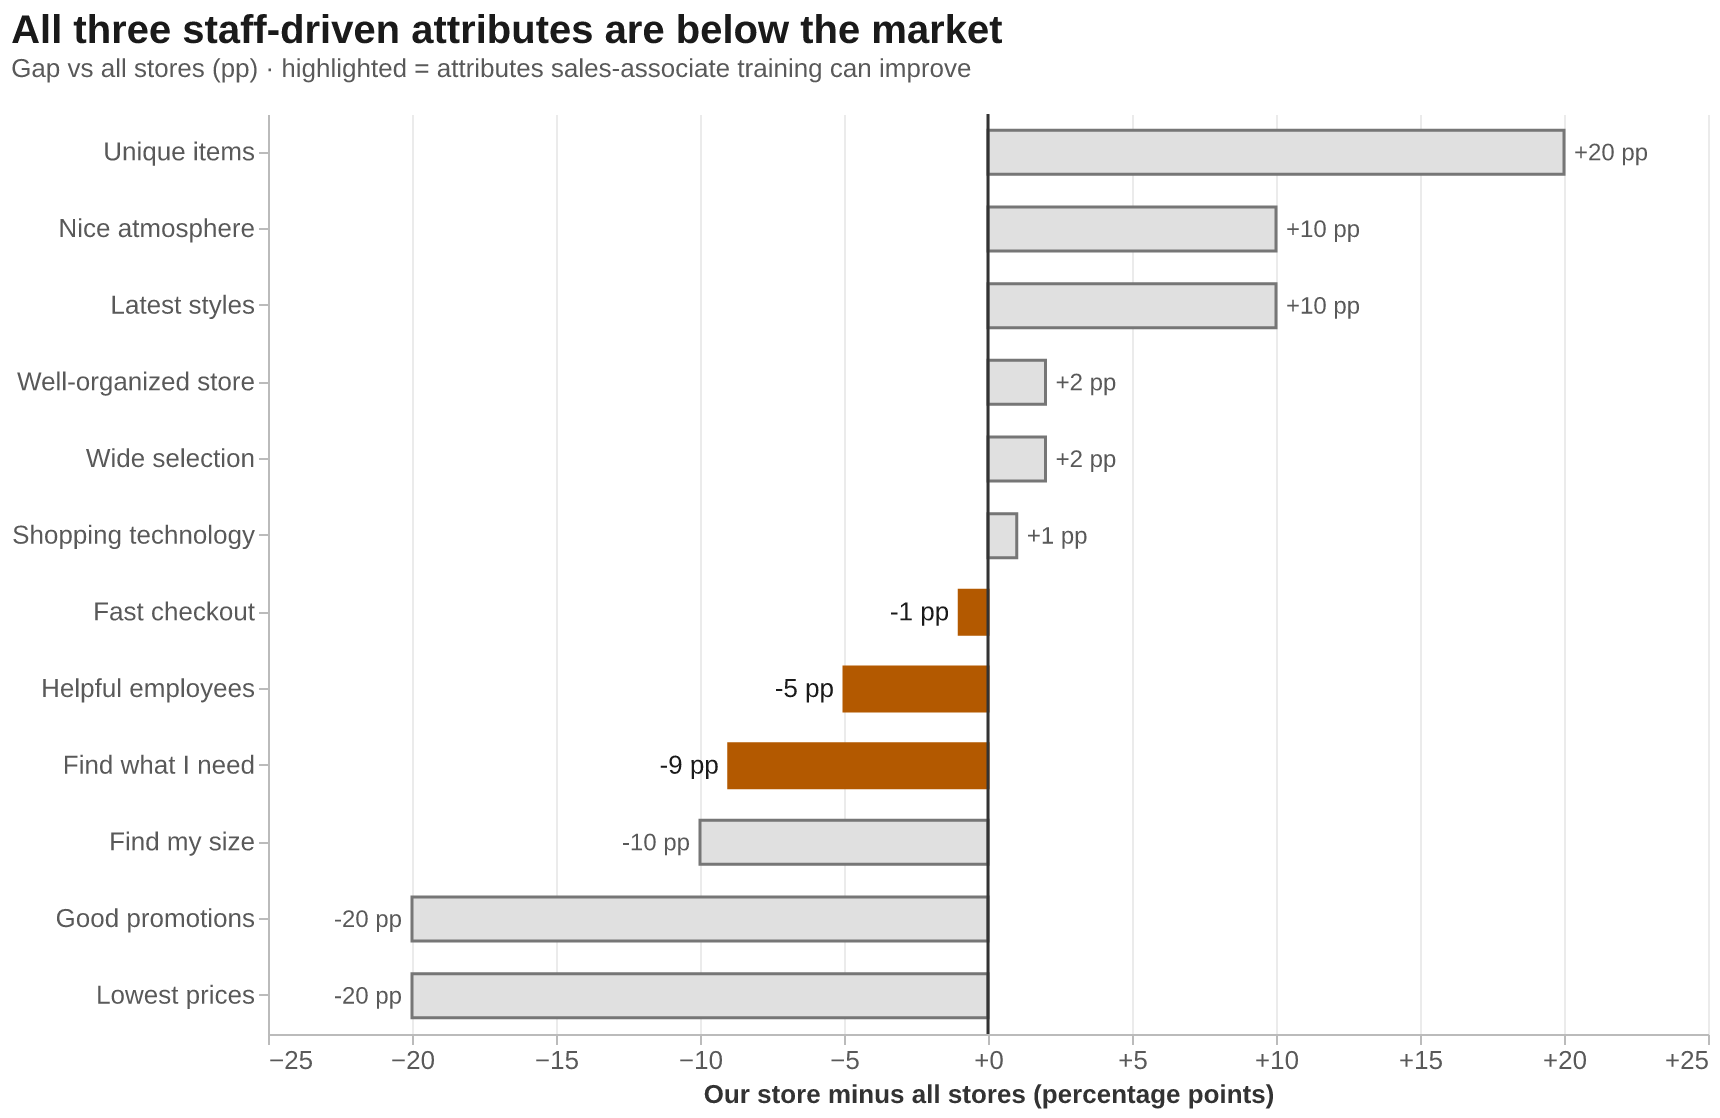 All three staff-driven attributes are below the market
Gap vs all stores (pp) · highlighted = attributes sales-associate training can improve
Unique items
+20 pp
Nice atmosphere
+10 pp
Latest styles
+10 pp
Well-organized store
+2 pp
Wide selection
+2 pp
Shopping technology
+1 pp
Fast checkout
-1 pp
Helpful employees
-5 pp
Find what I need
-9 pp
Find my size
-10 pp
Good promotions
-20 pp
Lowest prices
-20 pp
−25 −20 −15 −10 −5 +0 +5 +10 +15 +20 +25
Our store minus all stores (percentage points)